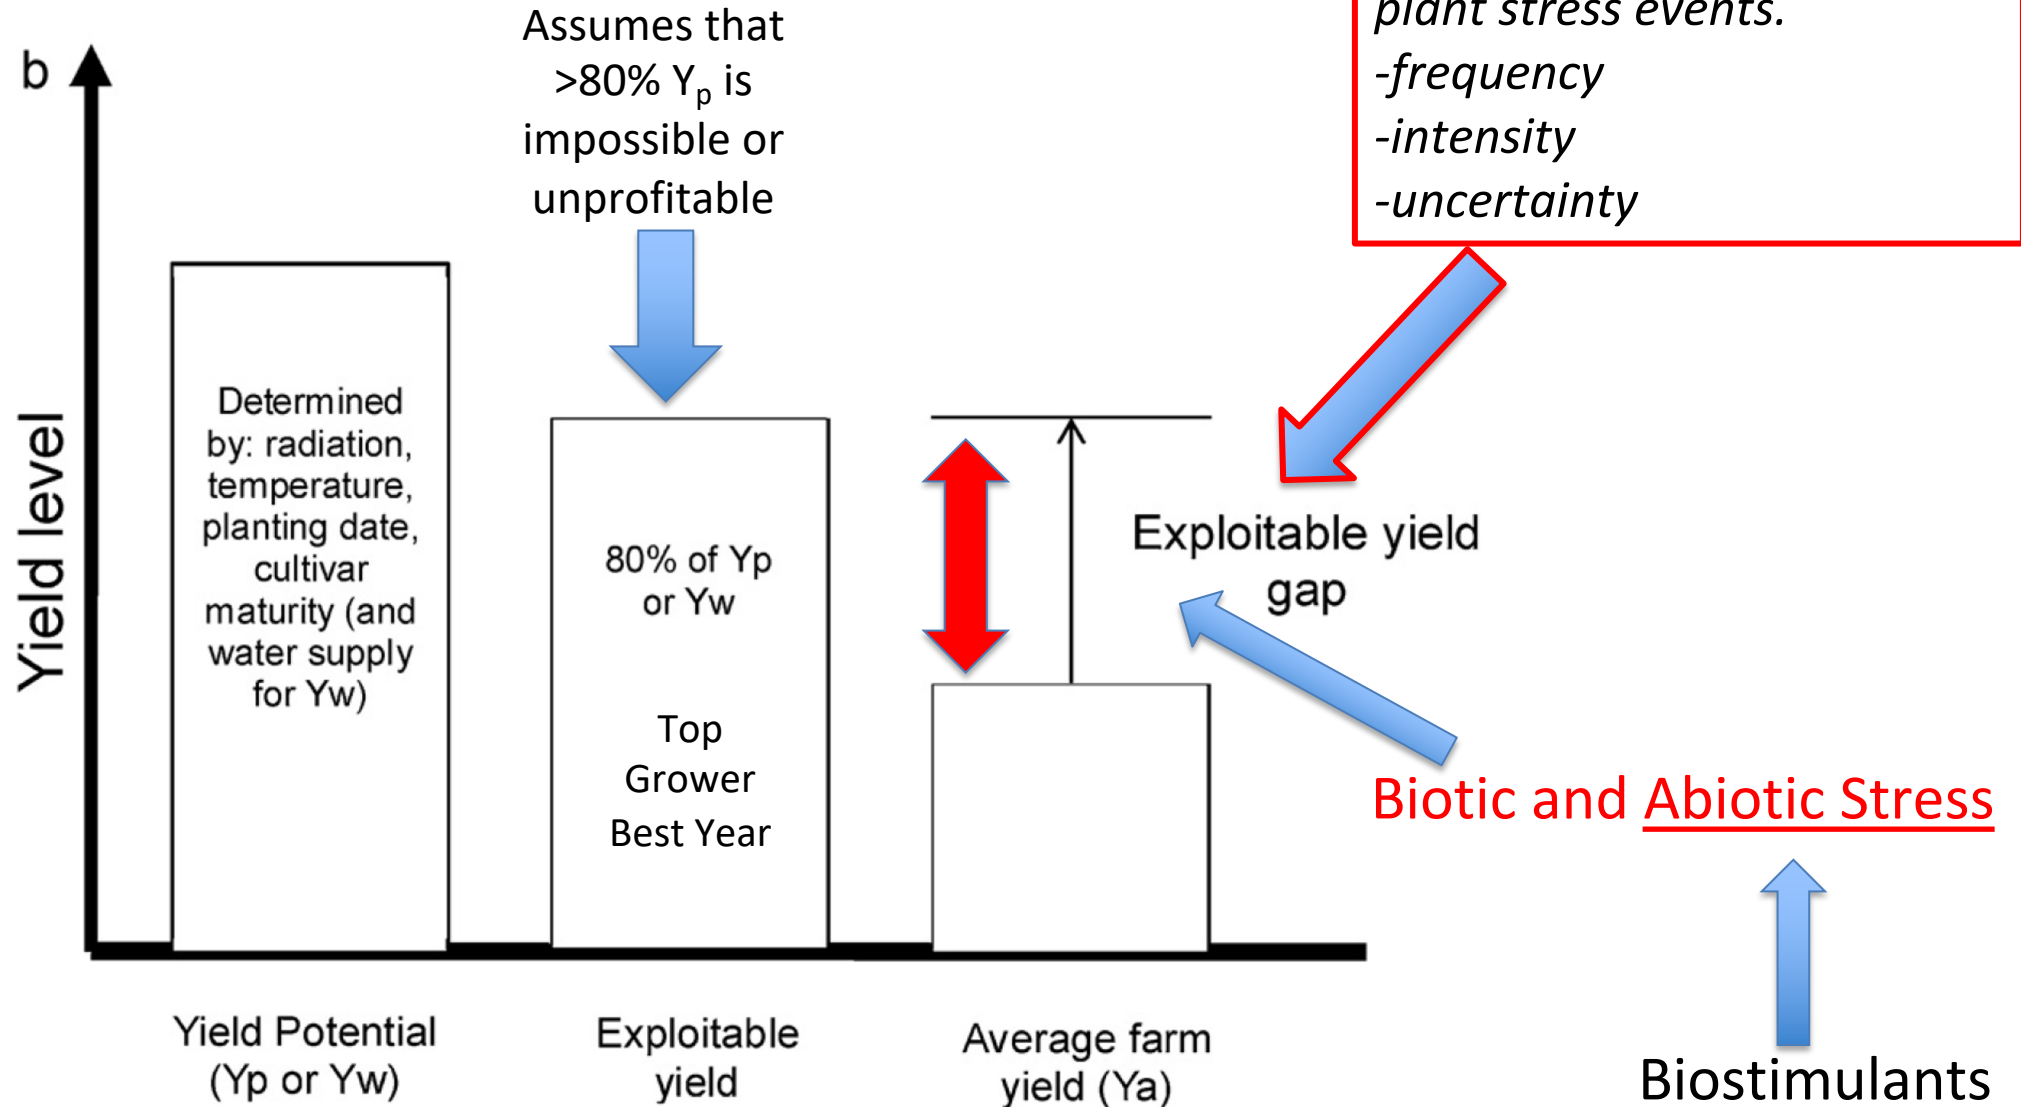 Assumes that
>80% Yp is
impossible or
unprofitable
plant stress events.
-frequency
-intensity
-uncertainty
b
Yield level
Determined
by: radiation,
temperature,
planting date,
cultivar
maturity (and
water supply
for Yw)
80% of Yp
or Yw
Top
Grower
Best Year
Exploitable yield
gap
Biotic and Abiotic Stress
Biostimulants
Yield Potential
(Yp or Yw)
Exploitable
yield
Average farm
yield (Ya)